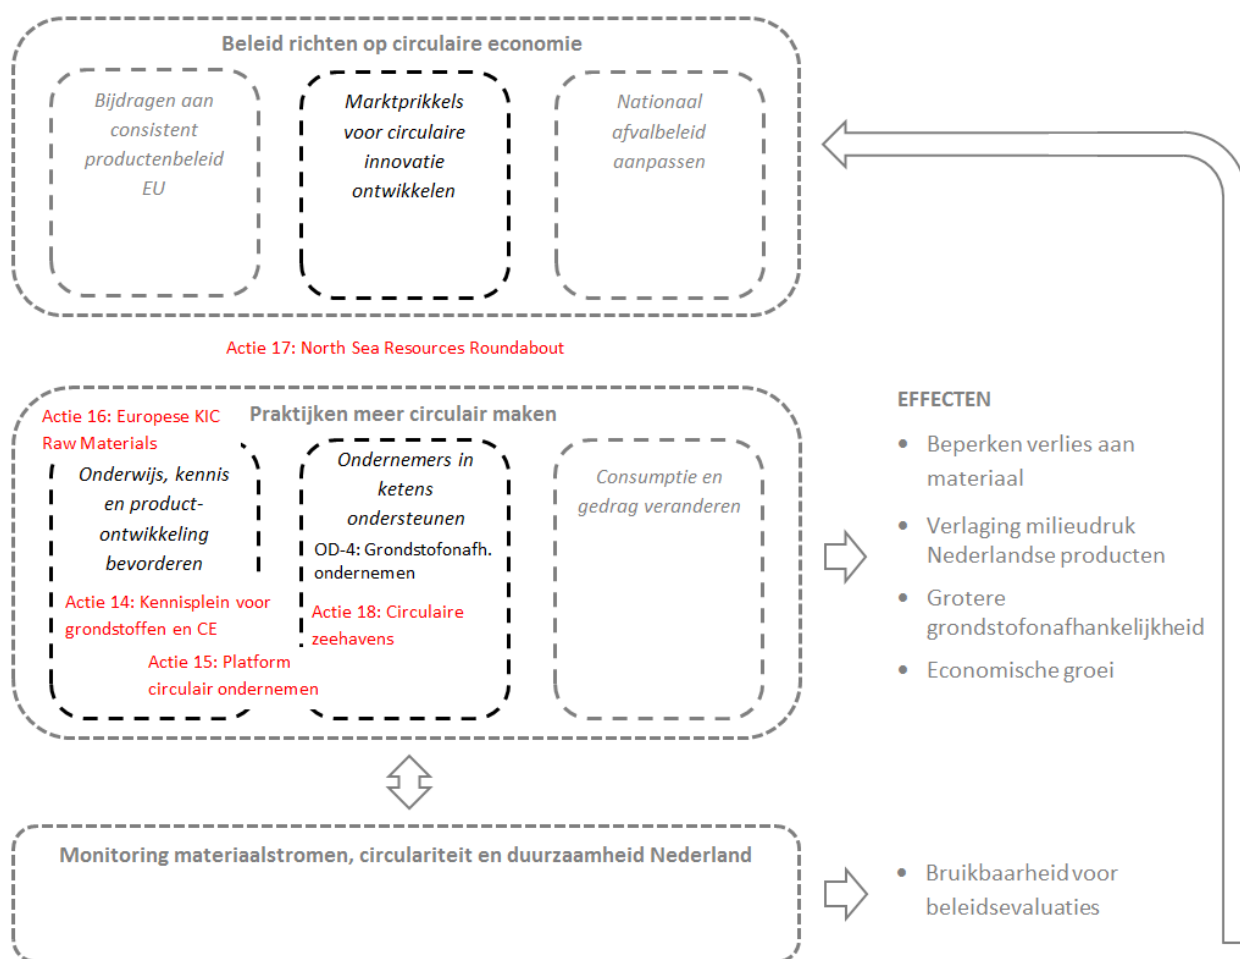 Beleid richten op circulaire economie
Bijdragen aan
consistent
productenbeleid
EU
Marktprikkels
voor circulaire
innovatie
ontwikkelen
Nationaal
afvalbeleid
aanpassen
Actie 17: North Sea Resources Roundabout
Praktijken meer circulair maken
Actie 16: Europese KIC
Raw Materials
Onderwijs, kennis
en product-
ontwikkeling
bevorderen
Actie 14: Kennisplein voor
grondstoffen en CE
Ondernemers in
ketens
ondersteunen
OD-4: Grondstofonafh.
ondernemen
Actie 18: Circulaire
zeehavens
Actie 15: Platform
circulair ondernemen
Consumptie en
gedrag veranderen
EFFECTEN
• Beperken verlies aan
materiaal
• Verlaging milieudruk
Nederlandse producten
• Grotere
grondstofonafhankelijkheid
• Economische groei
Monitoring materiaalstromen, circulariteit en duurzaamheid Nederland
• Bruikbaarheid voor
beleidsevaluaties